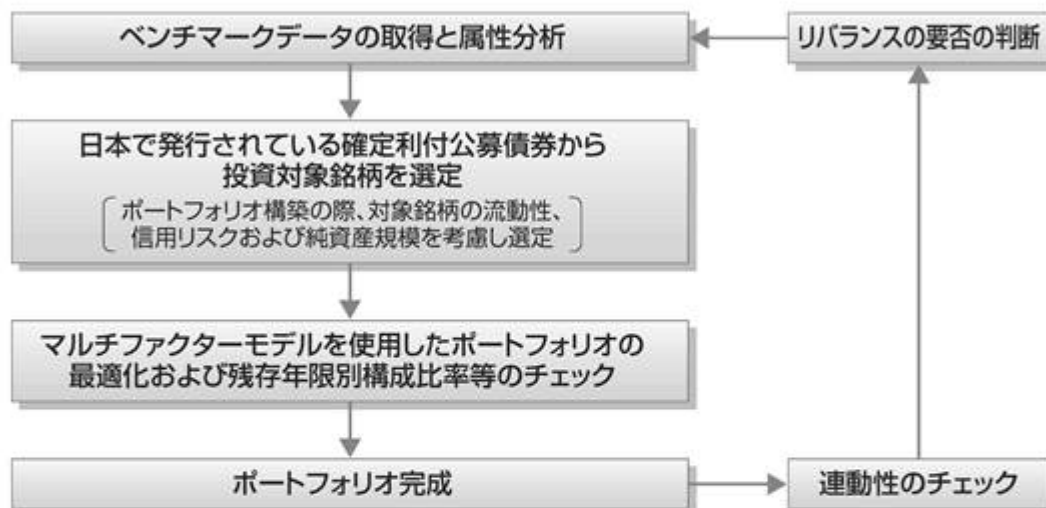 ベンチマークデータの取得と属性分析
リバランスの要否の判断
日本で発行されている確定利付公募債券から
投資対象銘柄を選定
ポートフォリオ構築の際、対象銘柄の流動性、
信用リスクおよび純資産規模を考慮し選定
マルチファクターモデルを使用したポートフォリオの
最適化および残存年限別構成比率等のチェック
ポートフォリオ完成
連動性のチェック